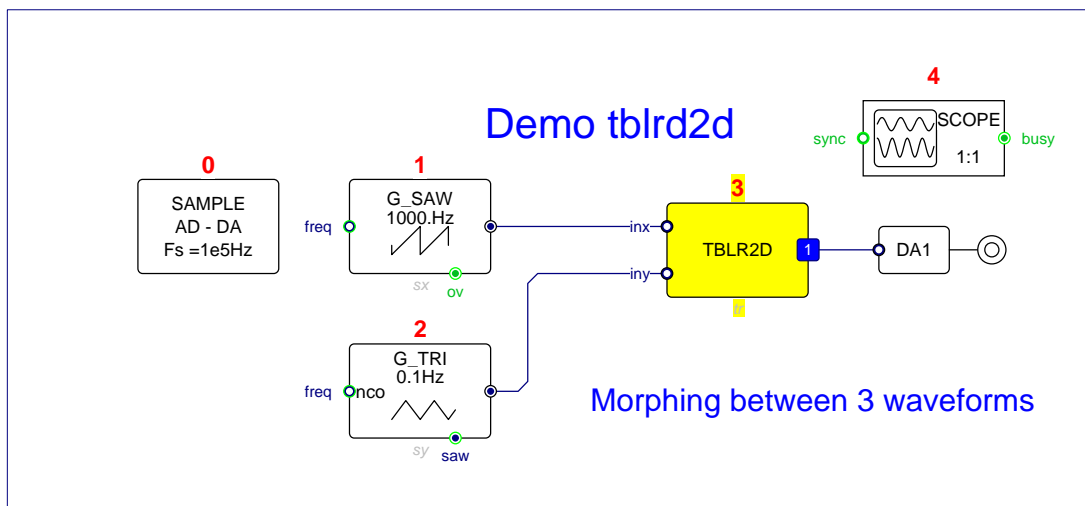 4
Demo tblrd2d
SCOPE
sync
busy
1:1
0
1
3
SAMPLE
AD - DA
Fs =1e5Hz
G_SAW
1000.Hz
freq
sx
ov
inx
iny
TBLR2D
1
DA1
tr
2
G_TRI
0.1Hz
freq
nco
sy
saw
Morphing between 3 waveforms